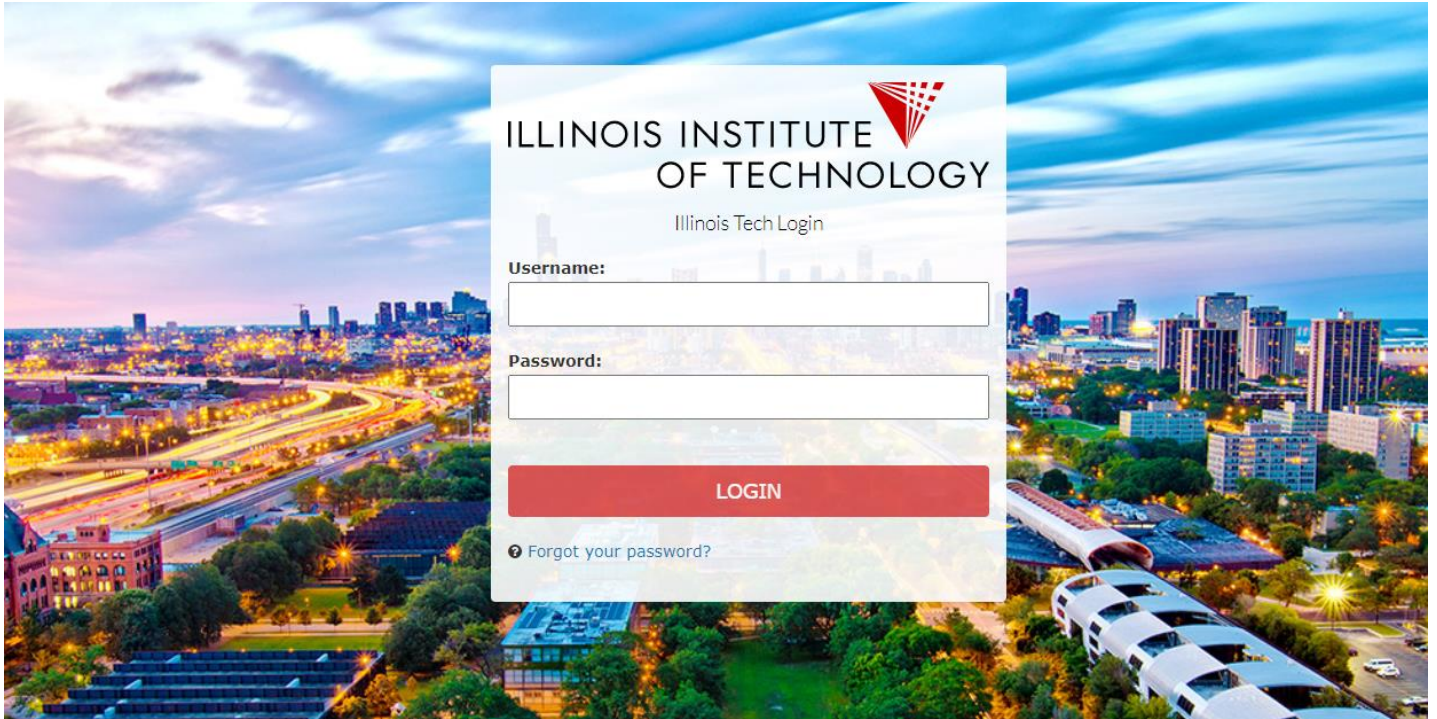 ILLINOIS INSTITUTE
OF TECHNOLOGY
Illinois Tech Login
Username:
Password:
LOGIN
Forgot your password?